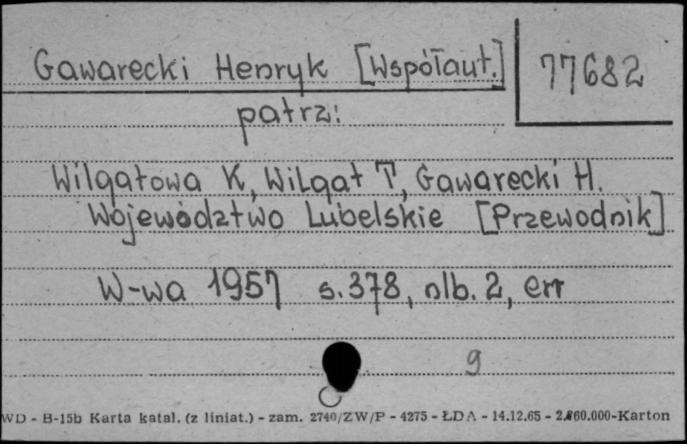 Gawarecki Henryk [Współaut.] 77682
patrz:
Wilgatowa K, Wilgat T, Gawarecki H.
Województwo Lubelskie [Przewodnik]
W-wa 1957 s. 378, nlb. 2, err
9
WD - B-15b Karta katal. (z liniat.) - zam. 2740/ZW/P - 4275 - ŁDA - 14.12.65 - 2.860.000-Karton